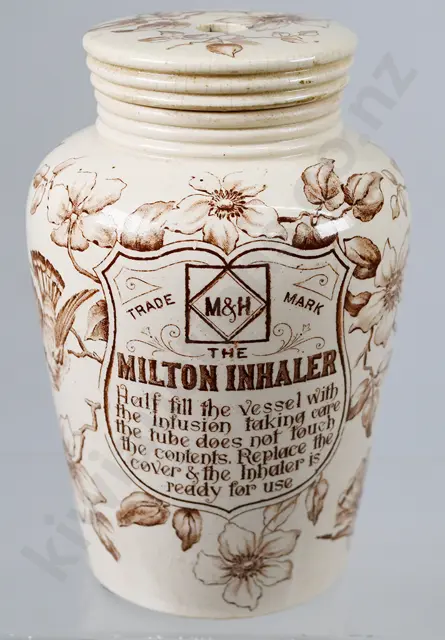 TRADE M&H MARK
THE
MILTON INHALER
Half fill the vessel with
the infusion taking care
the tube does not touch
the contents. Replace the
cover & the Inhaler is
ready for use